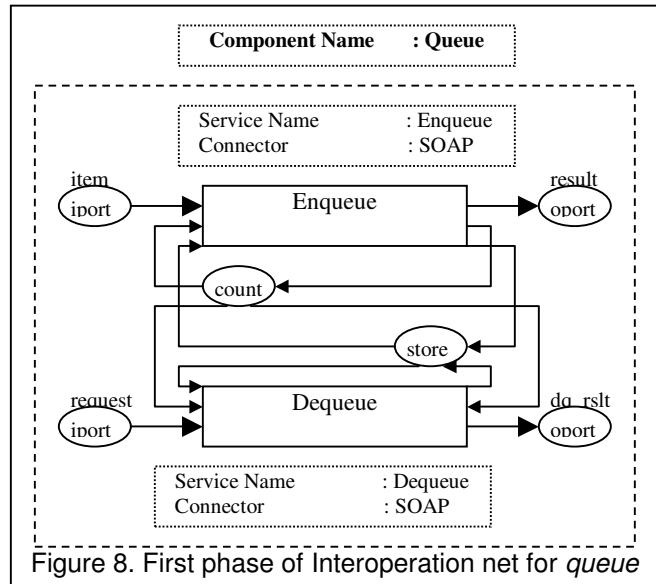 Component Name : Queue
Service Name : Enqueue
Connector : SOAP
item
iport
Enqueue
result
oport
count
store
request
iport
Dequeue
dq_rslt
oport
Service Name : Dequeue
Connector : SOAP
Figure 8. First phase of Interoperation net for queue